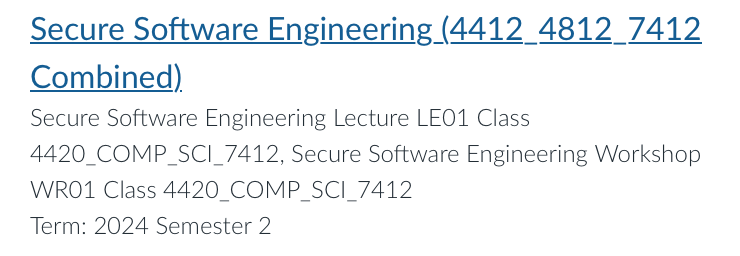 Secure Software Engineering (4412_4812_7412
Combined)
Secure Software Engineering Lecture LE01 Class
4420_COMP_SCI_7412, Secure Software Engineering Workshop
WR01 Class 4420_COMP_SCI_7412
Term: 2024 Semester 2